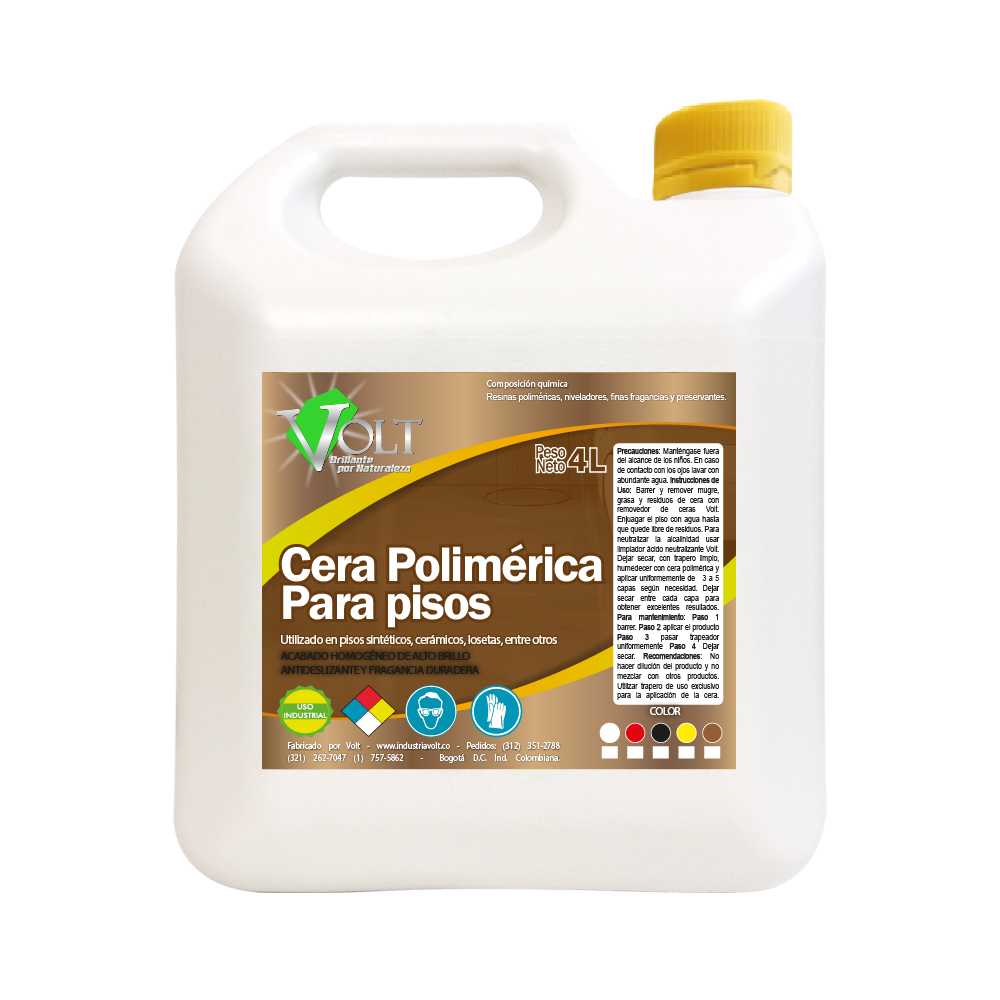 Composición química
Resinas poliméricas, niveladores, finas fragancias y preservantes.
VOLT
Brillante
por Naturaleza
Peso
Neto 4L
Cera Polimérica
Para pisos
Utilizado en pisos sintéticos, cerámicos, losetas, entre otros
ACABADO HOMOGÉNEO DE ALTO BRILLO
ANTIDESLIZANTE Y FRAGANCIA DURADERA
USO
INDUSTRIAL
Fabricado por Volt - www.industriavolt.co - Pedidos: (312) 351-2788
(321) 262-7047 (1) 757-5862 - Bogotá D.C. Ind. Colombiana.
Precauciones: Manténgase fuera
del alcance de los niños. En caso
de contacto con los ojos lavar con
abundante agua. Instrucciones de
Uso: Barrer y remover mugre,
grasa y residuos de cera con
removedor de ceras Volt.
Enjuagar el piso con agua hasta
que quede libre de residuos. Para
neutralizar la alcalinidad usar
limpiador ácido neutralizante Volt.
Dejar secar, con trapero limpio,
humedecer con cera polimérica y
aplicar uniformemente de 3 a 5
capas según necesidad. Dejar
secar entre cada capa para
obtener excelentes resultados.
Para mantenimiento: Paso 1
barrer. Paso 2 aplicar el producto
Paso 3 pasar trapeador
uniformemente Paso 4 Dejar
secar. Recomendaciones: No
hacer dilución del producto y no
mezclar con otros productos.
Utilizar trapero de uso exclusivo
para la aplicación de la cera.
COLOR